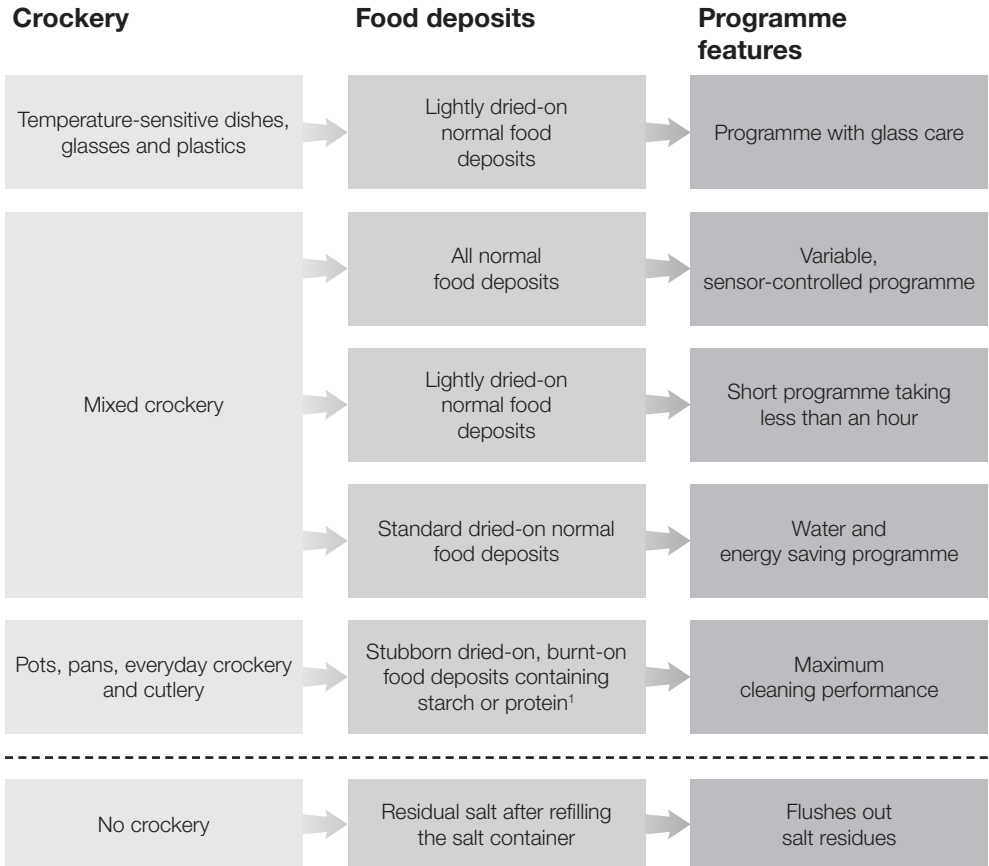 Crockery
Food deposits
Programme
features
Temperature-sensitive dishes,
glasses and plastics
Lightly dried-on
normal food
deposits
Programme with glass care
Mixed crockery
All normal
food deposits
Variable,
sensor-controlled programme
Lightly dried-on
normal food
deposits
Short programme taking
less than an hour
Standard dried-on normal
food deposits
Water and
energy saving programme
Pots, pans, everyday crockery
and cutlery
Stubborn dried-on, burnt-on
food deposits containing
starch or protein¹
Maximum
cleaning performance
No crockery
Residual salt after refilling
the salt container
Flushes out
salt residues